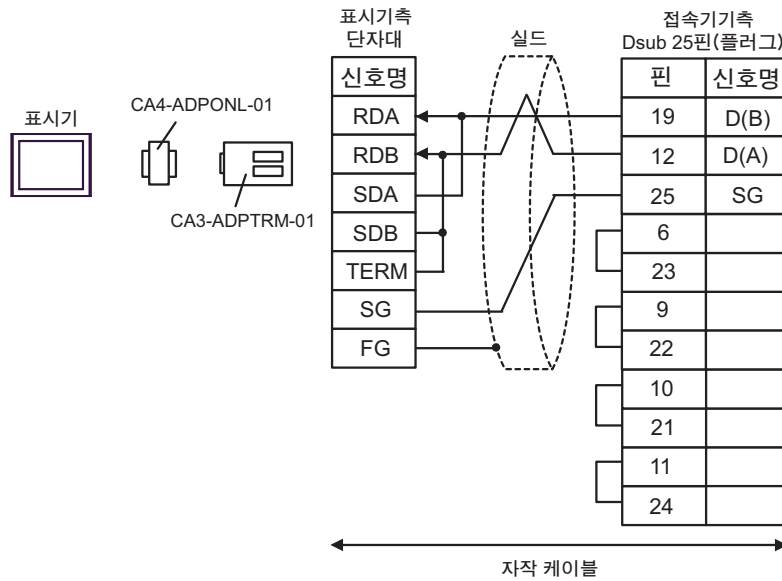 표시기
CA4-ADPONL-01
CA3-ADPTRM-01
표시기측
단자대
신호명
RDA
RDB
SDA
SDB
TERM
SG
FG
실드
접속기기측
Dsub 25핀(플러그)
핀 신호명
19 D(B)
12 D(A)
25 SG
6
23
9
22
10
21
11
24
자작 케이블